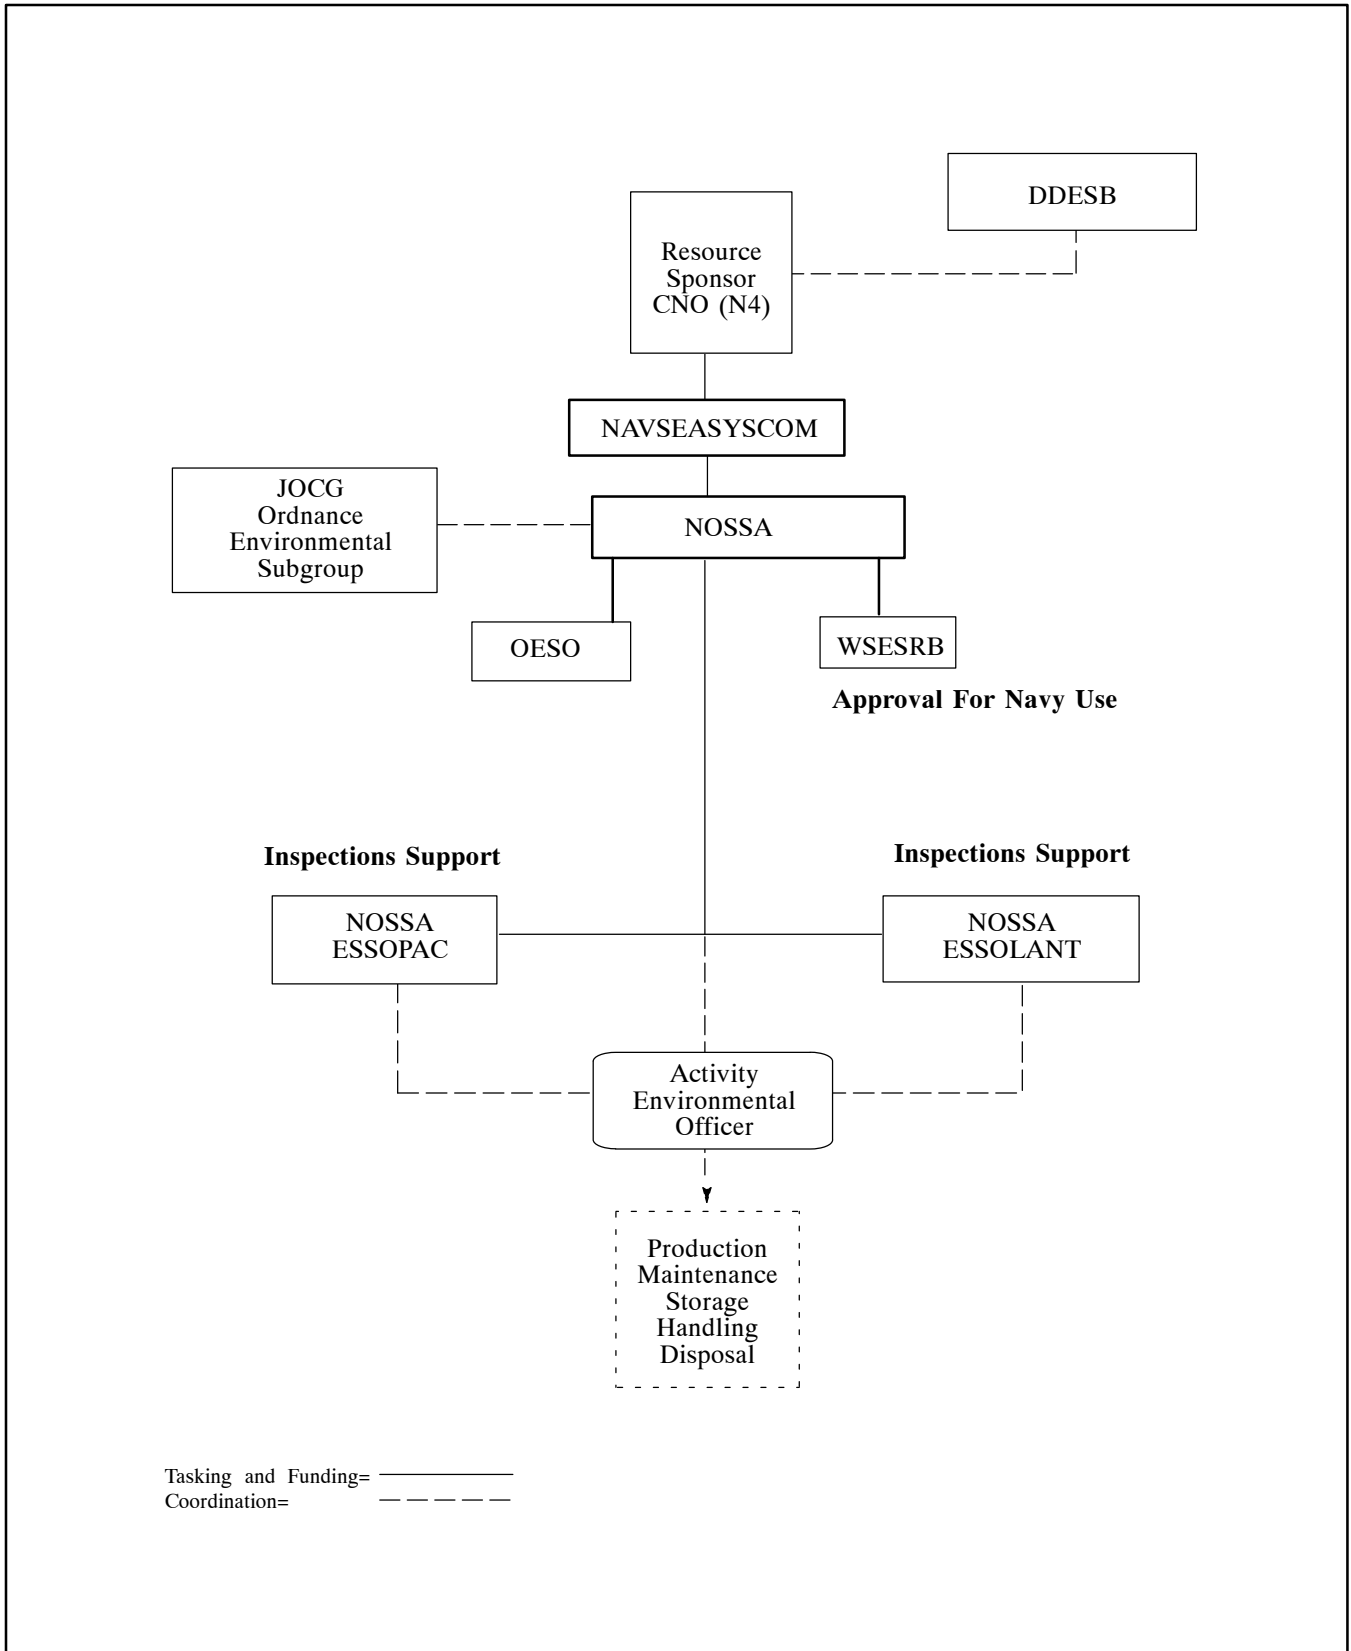 DDESB
Resource
Sponsor
CNO (N4)
NAVSEASYSCOM
JOCG
Ordnance
Environmental
Subgroup
NOSSA
OESO
WSESRB
Approval For Navy Use
Inspections Support
Inspections Support
NOSSA
ESSOPAC
NOSSA
ESSOLANT
Activity
Environmental
Officer
Production
Maintenance
Storage
Handling
Disposal
Tasking and Funding=
Coordination=